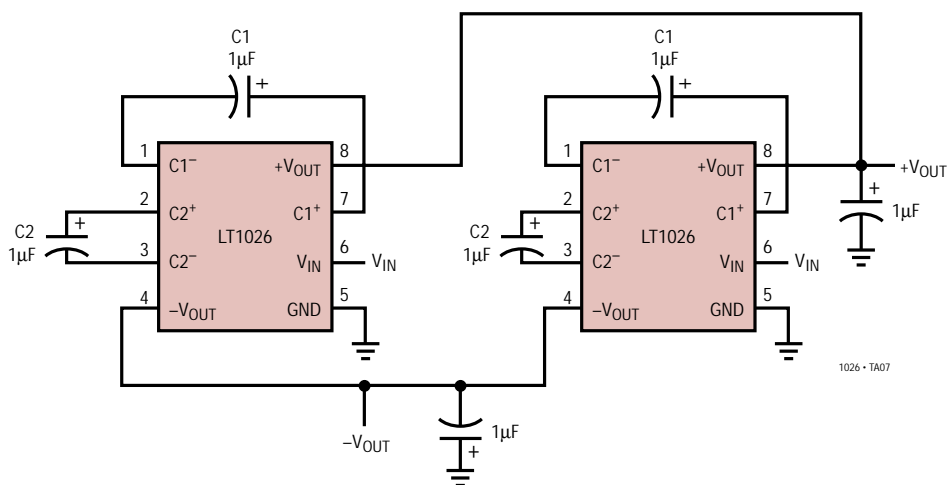 C1
1µF
+
1
C1⁻
+VOUT
8
2
C2⁺
C1⁺
7
C2
1µF
+
LT1026
3
C2⁻
VIN
6
VIN
4
–VOUT
GND
5
C1
1µF
+
1
C1⁻
+VOUT
8
+VOUT
2
C2⁺
C1⁺
7
+
1µF
C2
1µF
+
LT1026
3
C2⁻
VIN
6
VIN
4
–VOUT
GND
5
1026 • TA07
–VOUT
1µF
+